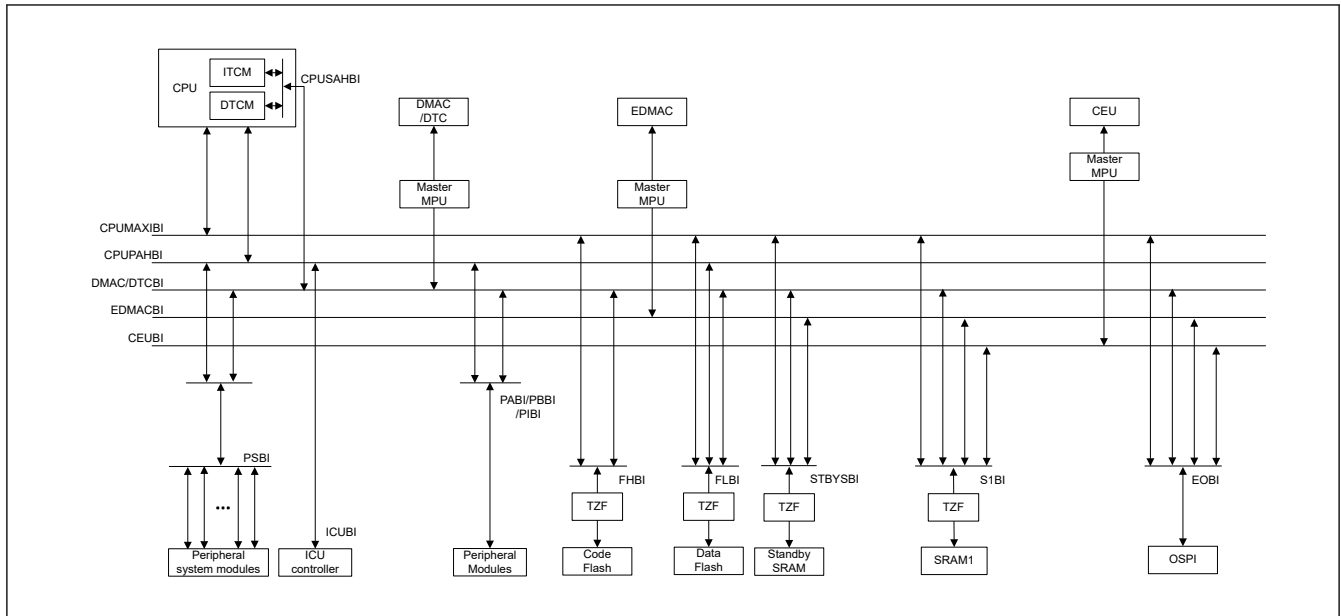 ITCM
CPU
CPUSAHBI
DTCM
DMAC
/DTC
EDMAC
CEU
Master
MPU
Master
MPU
Master
MPU
CPUMAXIBI
CPUPAHBI
DMAC/DTCBI
EDMACBI
CEUBI
PABI/PBBI
/PIBI
PSBI
FHBI
FLBI
STBYSBI
S1BI
EOBI
...
TZF
TZF
TZF
TZF
ICUBI
Peripheral
system modules
ICU
controller
Peripheral
Modules
Code
Flash
Data
Flash
Standby
SRAM
SRAM1
OSPI